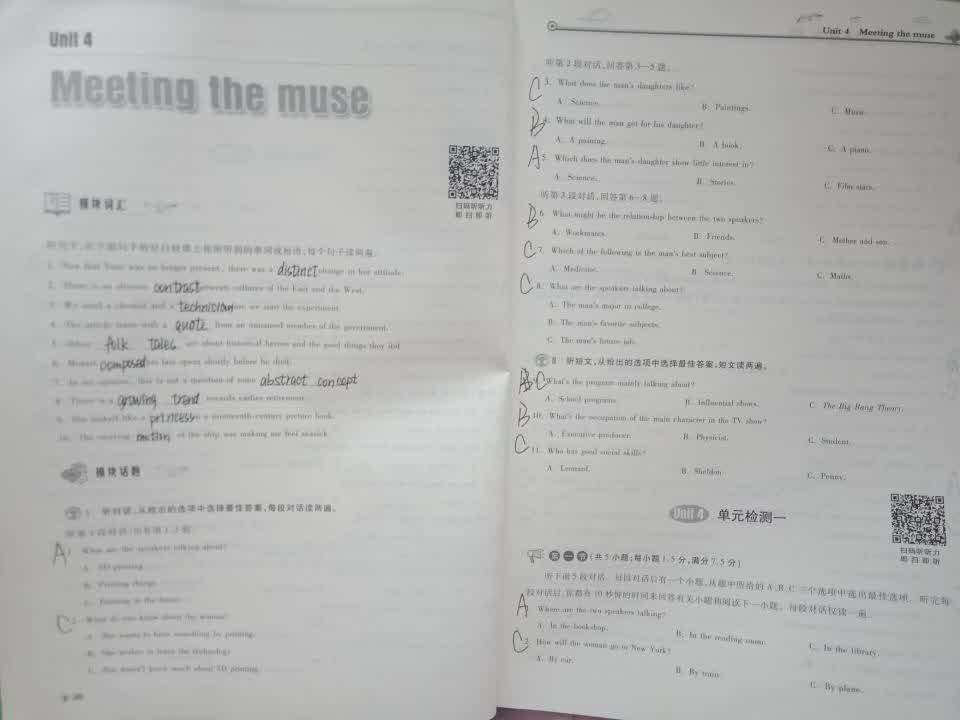 Unit 4
Meeting the muse
扫码听听力
即扫即听
模块词汇
1. Now that Tony was no longer present, there was a distinct change in her attitude.
2. There is an obvious contrast between cultures of the East and the West.
3. We need a chemist and a technician before we start the experiment.
4. The article starts with a quote from an unnamed member of the government.
5. folk tales are about historical heroes and the good things they did.
6. Mozart composed his last opera shortly before he died.
7. In my opinion, this is not a question of some abstract concept
8. There is a growing trend towards earlier retirement.
9. She looked like a princess in a nineteenth-century picture book.
10. The swaying motion of the ship was making me feel seasick.
模块话题
I 听对话,从给出的选项中选择最佳答案,每段对话读两遍。
听第1段对话,回答第1、2题。
A 1. What are the speakers talking about?
A. 3D printing.
B. Printing charge.
C. Printing in the future.
C 2. What do we know about the woman?
A. She wants to have something by printing.
B. She wishes to learn the technology.
C. She doesn't know much about 3D printing.
Unit 4 Meeting the muse
听第2段对话,回答第3—5题。
C 3. What does the man's daughters like?
A. Science. B. Paintings. C. Music.
B 4. What will the man get for his daughter?
A. A painting. B. A book. C. A piano.
A 5. Which does the man's daughter show little interest in?
A. Science. B. Stories. C. Film stars.
听第3段对话,回答第6—8题。
B 6. What might be the relationship between the two speakers?
A. Workmates. B. Friends. C. Mother and son.
C 7. Which of the following is the man's best subject?
A. Medicine. B. Science. C. Maths.
C 8. What are the speakers talking about?
A. The man's major in college.
B. The man's favorite subjects.
C. The man's future job.
II 听短文,从给出的选项中选择最佳答案,短文读两遍。
C What's the program mainly talking about?
A. School programs. B. Influential shows. C. The Big Bang Theory.
B 10. What's the occupation of the main character in the TV show?
A. Executive producer. B. Physicist. C. Student.
C 11. Who has good social skills?
A. Leonard. B. Sheldon. C. Penny.
Unit 4 单元检测一
扫码听听力
即扫即听
第一节(共5小题;每小题1.5分,满分7.5分)
听下面5段对话。每段对话后有一个小题,从题中所给的A、B、C三个选项中选出最佳选项。听完每
段对话后,你都有10秒钟的时间来回答有关小题和阅读下一小题。每段对话仅读一遍。
A Where are the two speakers talking?
A. In the bookshop. B. In the reading room. C. In the library.
C 2. How will the woman go to New York?
A. By car. B. By train. C. By plane.